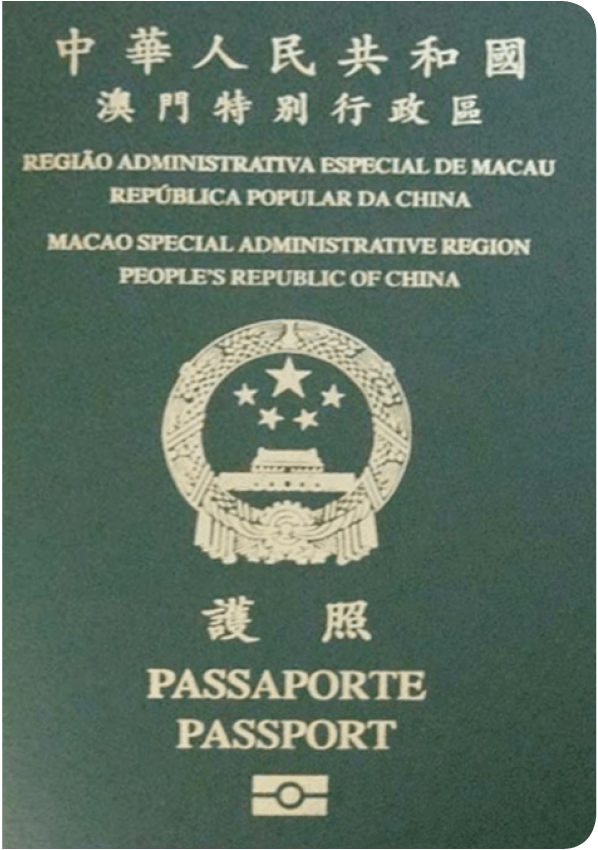 中華人民共和國
澳門特別行政區
REGIÃO ADMINISTRATIVA ESPECIAL DE MACAU
REPÚBLICA POPULAR DA CHINA
MACAO SPECIAL ADMINISTRATIVE REGION
PEOPLE'S REPUBLIC OF CHINA
護照
PASSAPORTE
PASSPORT